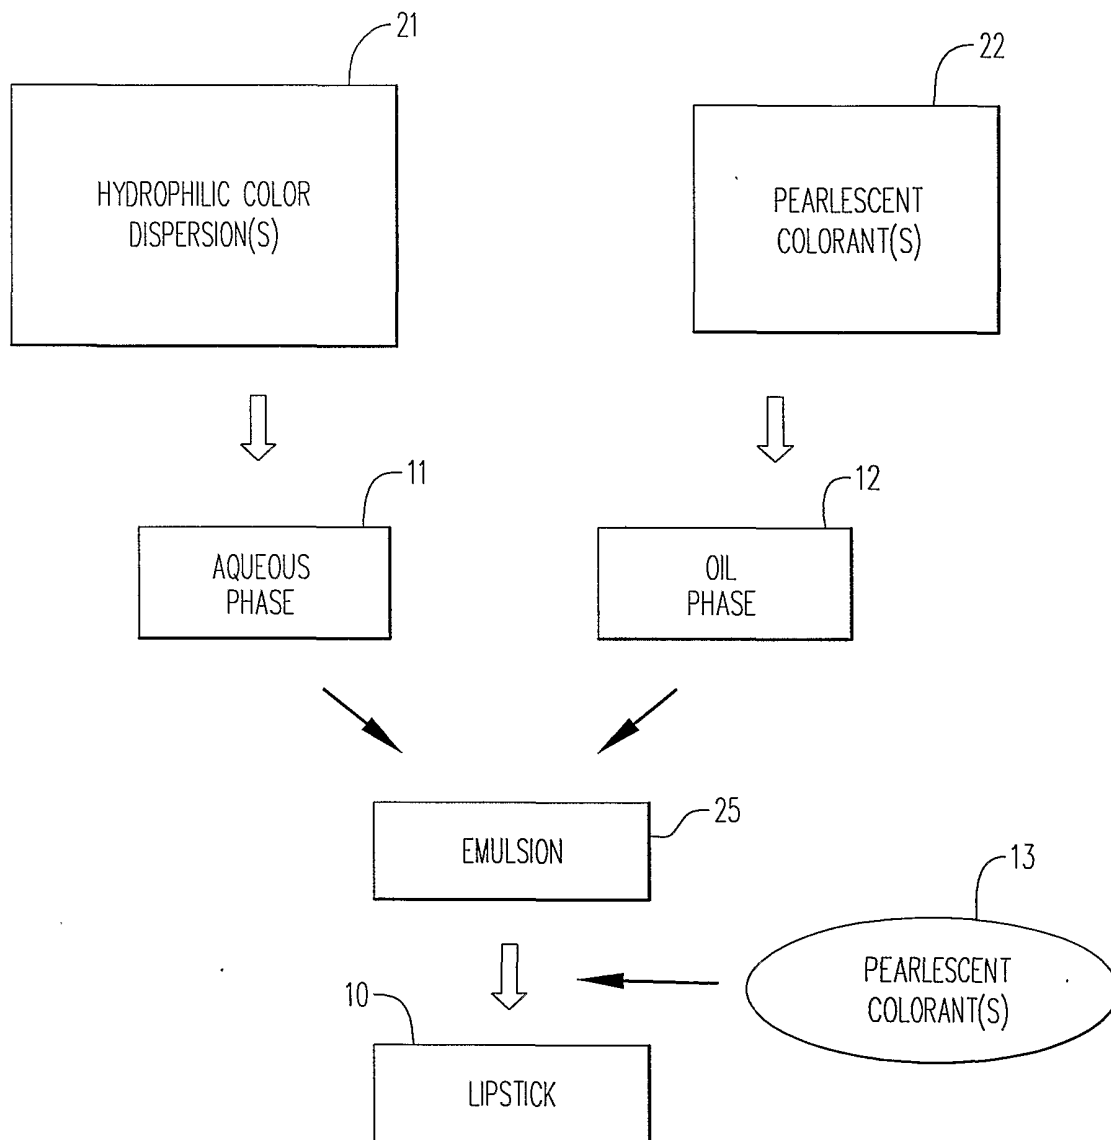 21
22
HYDROPHILIC COLOR
DISPERSION(S)
PEARLESCENT
COLORANT(S)
11
12
AQUEOUS
PHASE
OIL
PHASE
25
EMULSION
13
PEARLESCENT
COLORANT(S)
10
LIPSTICK